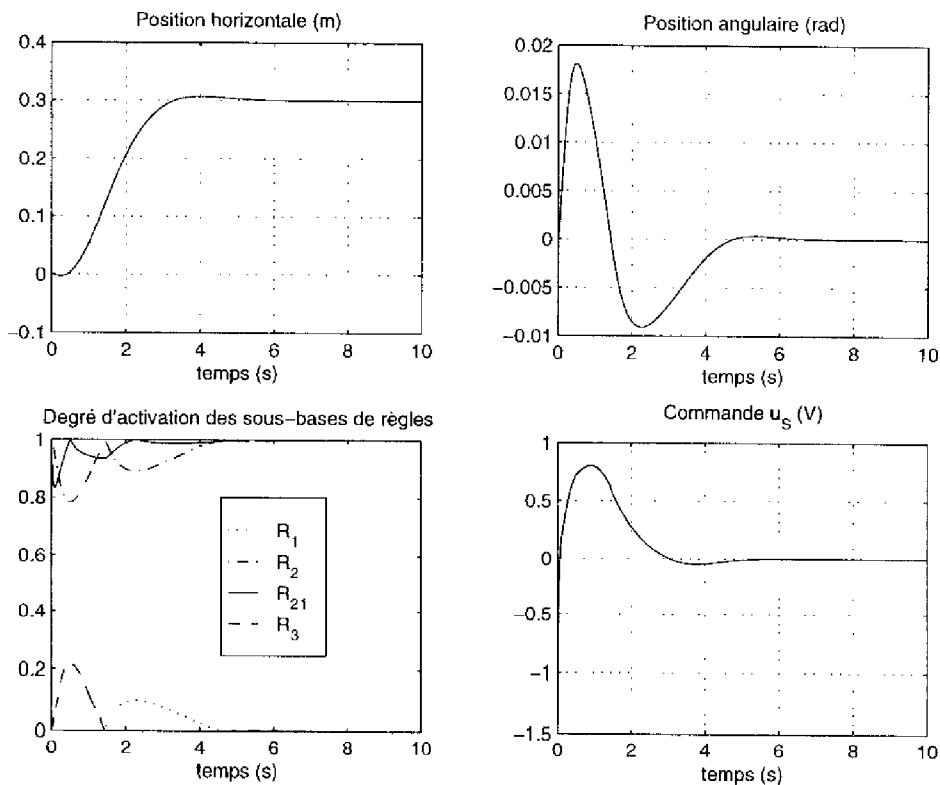 Position horizontale (m)
0.4
0.3
0.2
0.1
0
−0.1
0 2 4 6 8 10
temps (s)
Position angulaire (rad)
0.02
0.015
0.01
0.005
0
−0.005
−0.01
0 2 4 6 8 10
temps (s)
Degré d'activation des sous−bases de règles
1
0.8
0.6
0.4
0.2
0
R1
R2
R21
R3
0 2 4 6 8 10
temps (s)
Commande uS (V)
1
0.5
0
−0.5
−1
−1.5
0 2 4 6 8 10
temps (s)